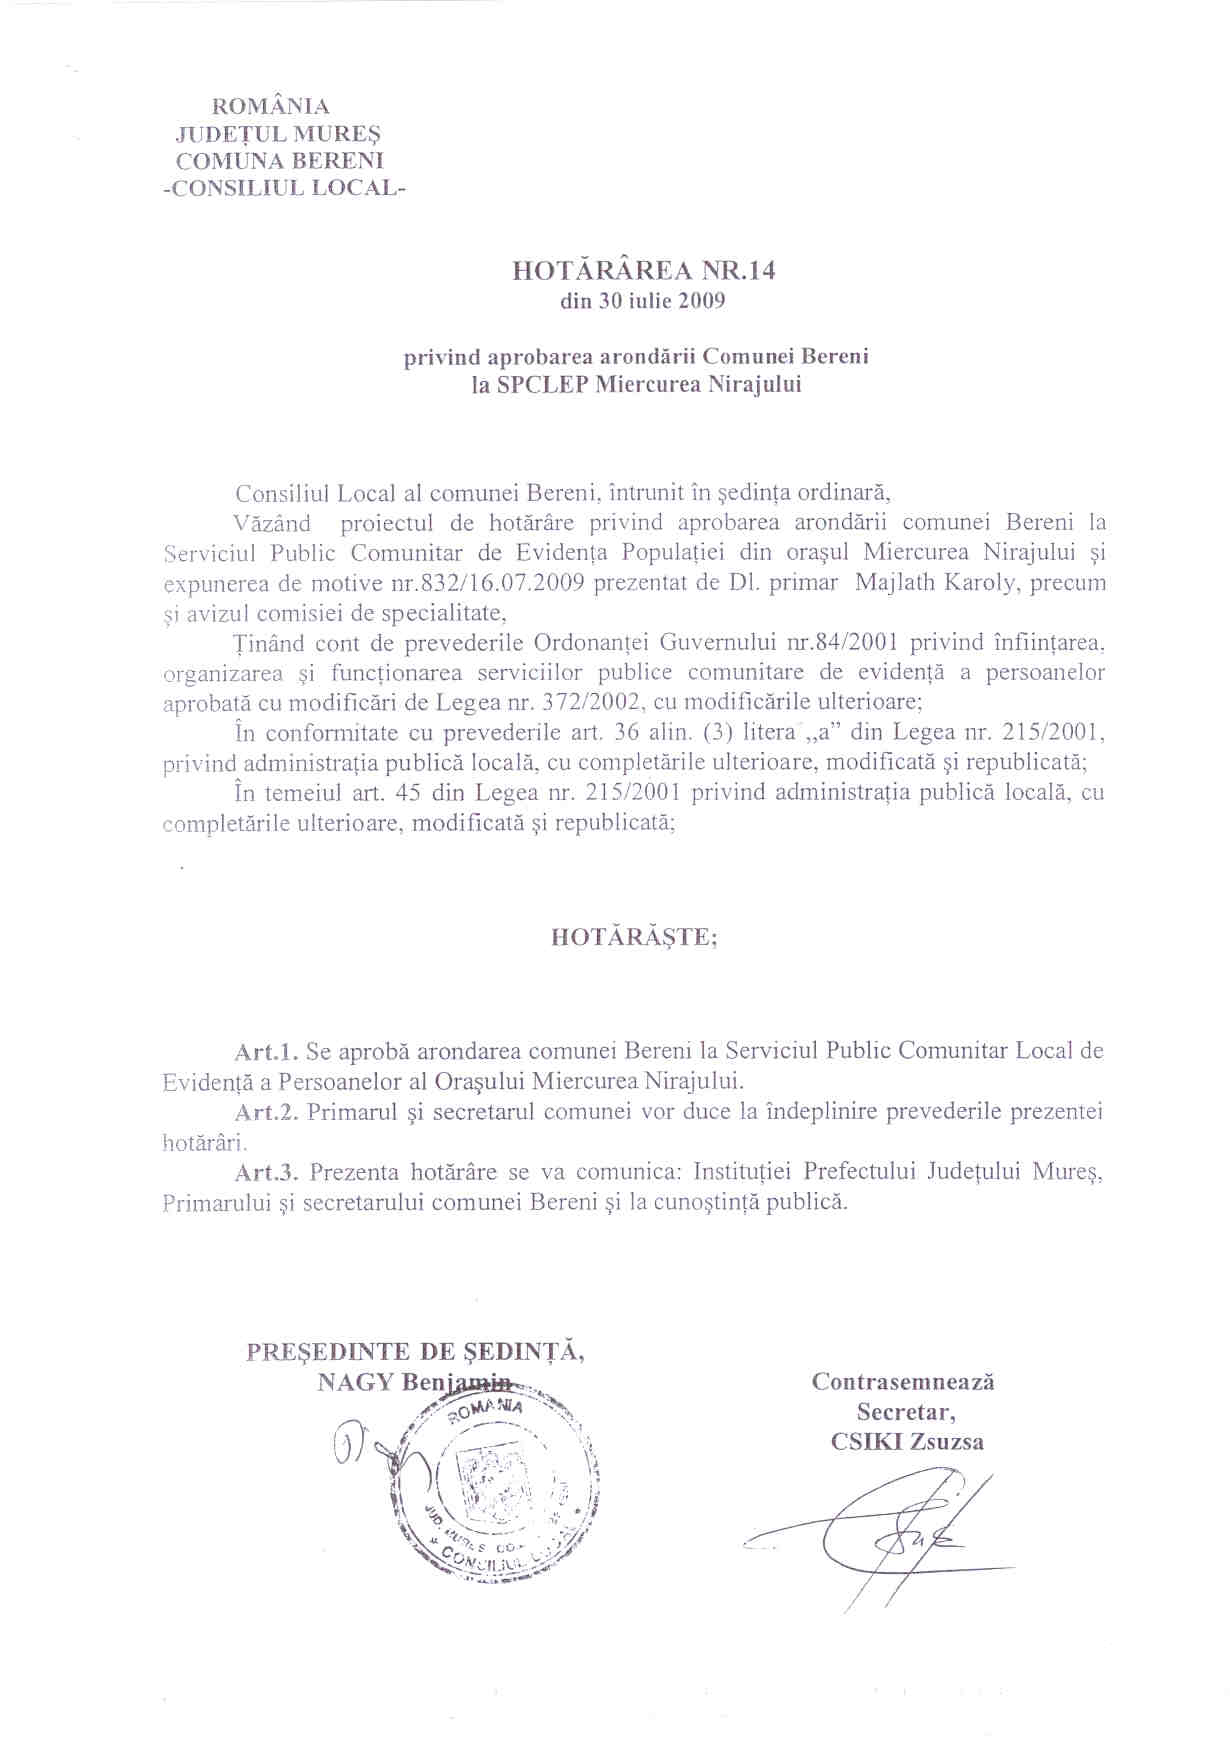 ROMÂNIA
JUDEŢUL MUREŞ
COMUNA BERENI
-CONSILIUL LOCAL-
HOTĂRÂREA NR.14
din 30 iulie 2009
privind aprobarea arondării Comunei Bereni
la SPCLEP Miercurea Nirajului
Consiliul Local al comunei Bereni, întrunit în şedinţa ordinară,
Văzând proiectul de hotărâre privind aprobarea arondării comunei Bereni la
Serviciul Public Comunitar de Evidenţa Populaţiei din oraşul Miercurea Nirajului şi
expunerea de motive nr.832/16.07.2009 prezentat de Dl. primar Majlath Karoly, precum
şi avizul comisiei de specialitate,
Ţinând cont de prevederile Ordonanţei Guvernului nr.84/2001 privind înfiinţarea,
organizarea şi funcţionarea serviciilor publice comunitare de evidenţă a persoanelor
aprobată cu modificări de Legea nr. 372/2002, cu modificările ulterioare;
În conformitate cu prevederile art. 36 alin. (3) litera „a” din Legea nr. 215/2001,
privind administraţia publică locală, cu completările ulterioare, modificată şi republicată;
În temeiul art. 45 din Legea nr. 215/2001 privind administraţia publică locală, cu
completările ulterioare, modificată şi republicată;
HOTĂRĂŞTE;
Art.1. Se aprobă arondarea comunei Bereni la Serviciul Public Comunitar Local de
Evidenţă a Persoanelor al Oraşului Miercurea Nirajului.
Art.2. Primarul şi secretarul comunei vor duce la îndeplinire prevederile prezentei
hotărâri.
Art.3. Prezenta hotărâre se va comunica: Instituţiei Prefectului Judeţului Mureş,
Primarului şi secretarului comunei Bereni şi la cunoştinţă publică.
PREŞEDINTE DE ŞEDINŢĂ,
NAGY Benjamin
Contrasemnează
Secretar,
CSIKI Zsuzsa
ROMÂNIA
JUD. MUREŞ
CONSILIUL LOCAL